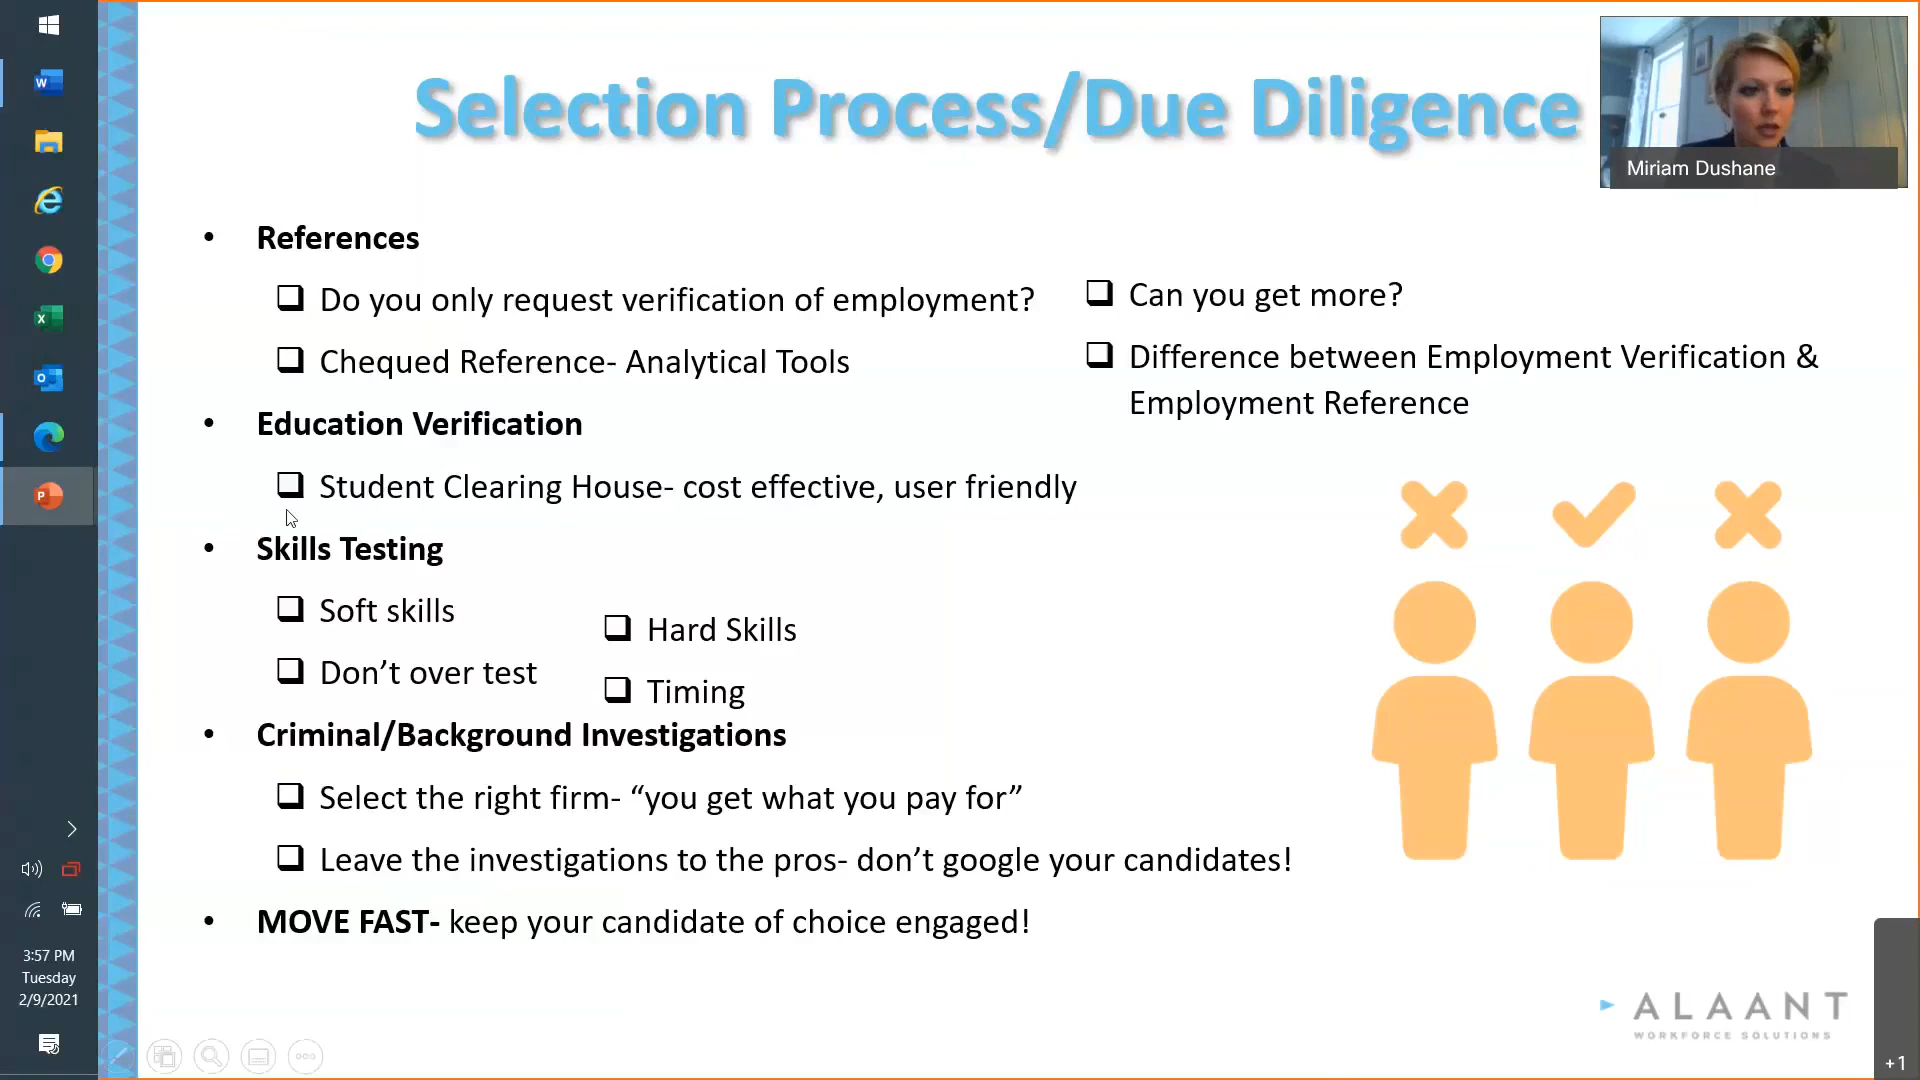 Selection Process/Due Diligence
Miriam Dushane
• References
Do you only request verification of employment?
Can you get more?
Chequed Reference- Analytical Tools
Difference between Employment Verification &
Employment Reference
• Education Verification
Student Clearing House- cost effective, user friendly
• Skills Testing
Soft skills
Hard Skills
Don’t over test
Timing
• Criminal/Background Investigations
Select the right firm- “you get what you pay for”
Leave the investigations to the pros- don’t google your candidates!
• MOVE FAST- keep your candidate of choice engaged!
3:57 PM
Tuesday
2/9/2021
ALAANT
WORKFORCE SOLUTIONS
+1